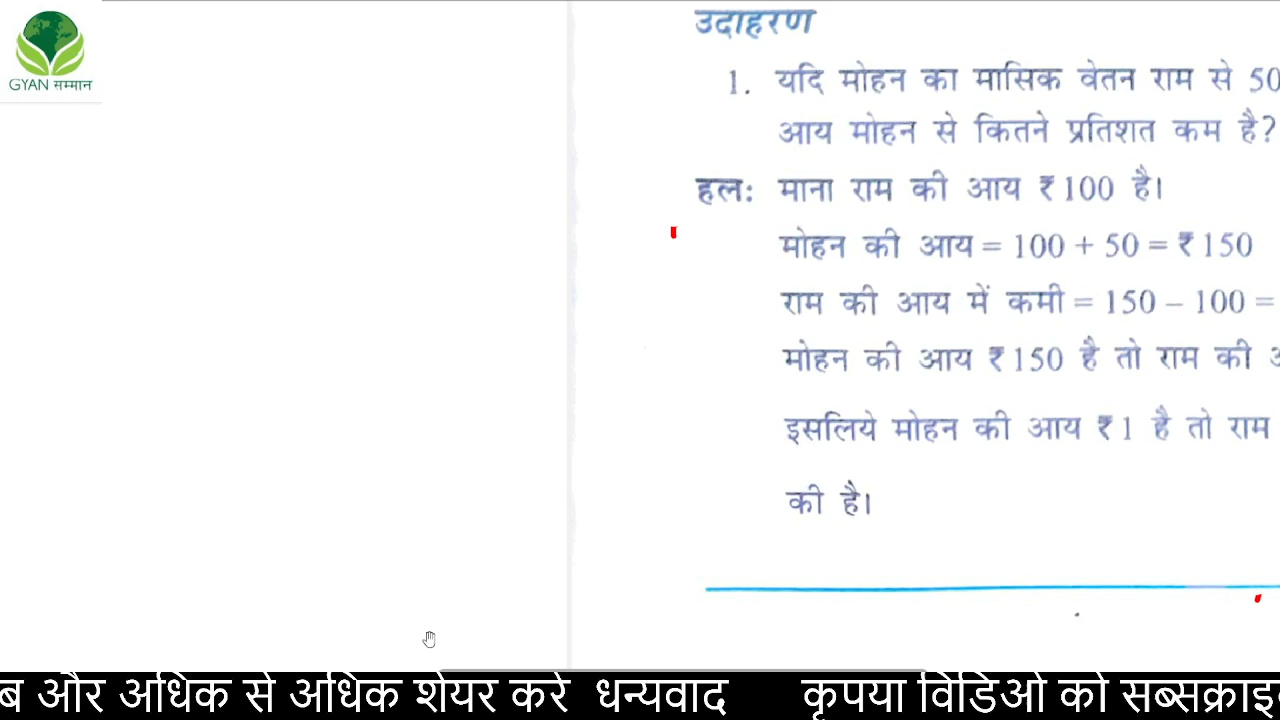 GYAN सम्मान
उदाहरण
1. यदि मोहन का मासिक वेतन राम से 50
आय मोहन से कितने प्रतिशत कम है?
हल: माना राम की आय ₹100 है।
मोहन की आय = 100 + 50 = ₹150
राम की आय में कमी = 150 – 100 =
मोहन की आय ₹150 है तो राम की
इसलिये मोहन की आय ₹1 है तो राम
की है।
ब और अधिक से अधिक शेयर करे धन्यवाद कृपया विडिओ को सब्सक्राइ